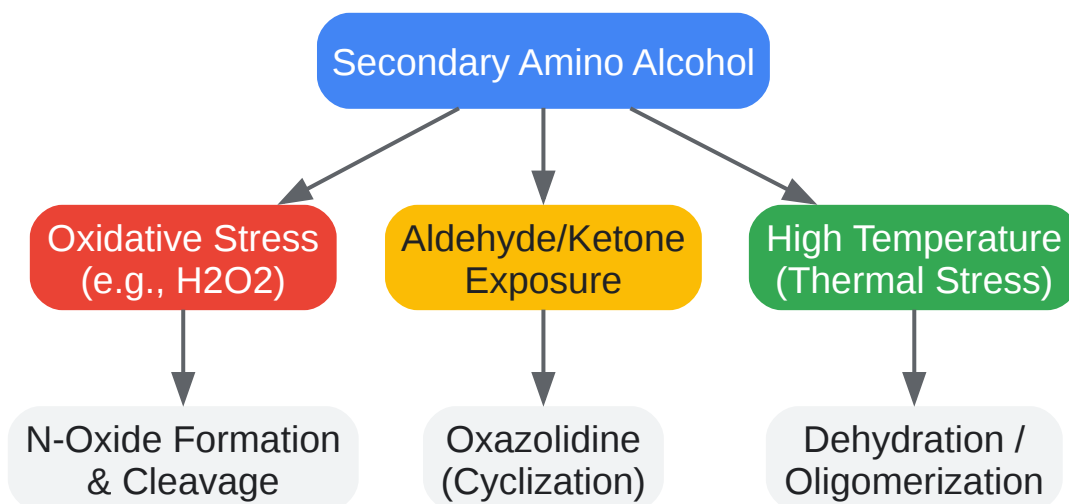 Secondary Amino Alcohol
Oxidative Stress
(e.g., H2O2)
Aldehyde/Ketone
Exposure
High Temperature
(Thermal Stress)
N-Oxide Formation
& Cleavage
Oxazolidine
(Cyclization)
Dehydration /
Oligomerization